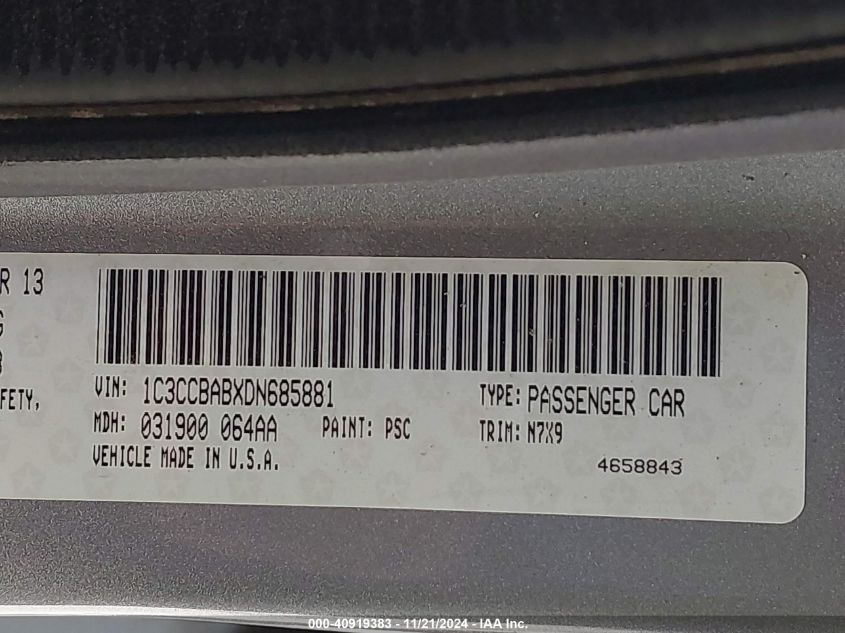 R 13
FETY,
VIN: 1C3CCBABXDN685881 TYPE: PASSENGER CAR
MDH: 031900 064AA PAINT: PSC TRIM: N7X9
VEHICLE MADE IN U.S.A. 4658843
000-40919383 - 11/21/2024 - IAA Inc.